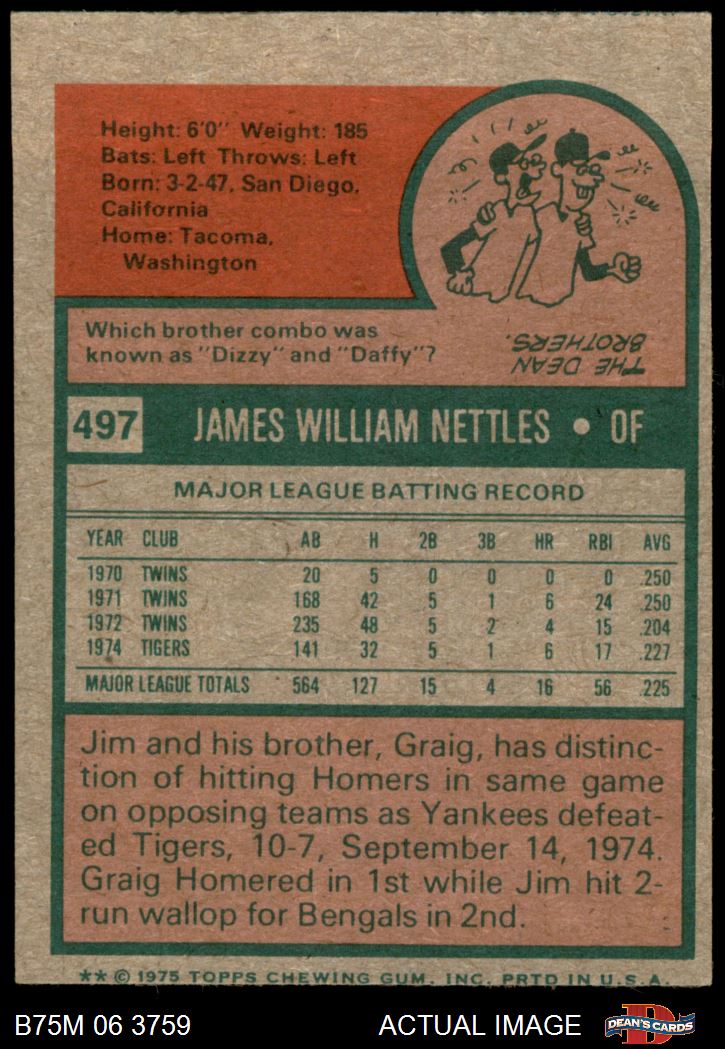 Height: 6'0" Weight: 185
Bats: Left Throws: Left
Born: 3-2-47, San Diego,
California
Home: Tacoma,
Washington
Which brother combo was
known as "Dizzy" and "Daffy"?
THE DEAN
BROTHERS.
497 JAMES WILLIAM NETTLES • OF
MAJOR LEAGUE BATTING RECORD
YEAR CLUB AB H 2B 3B HR RBI AVG
1970 TWINS 20 5 0 0 0 0 .250
1971 TWINS 168 42 5 1 6 24 .250
1972 TWINS 235 48 5 2 4 15 .204
1974 TIGERS 141 32 5 1 6 17 .227
MAJOR LEAGUE TOTALS 564 127 15 4 16 56 .225
Jim and his brother, Graig, has distinc-
tion of hitting Homers in same game
on opposing teams as Yankees defeat-
ed Tigers, 10-7, September 14, 1974.
Graig Homered in 1st while Jim hit 2-
run wallop for Bengals in 2nd.
** © 1975 TOPPS CHEWING GUM, INC. PRTD IN U.S.A.
B75M 06 3759 ACTUAL IMAGE
DEAN'S CARDS